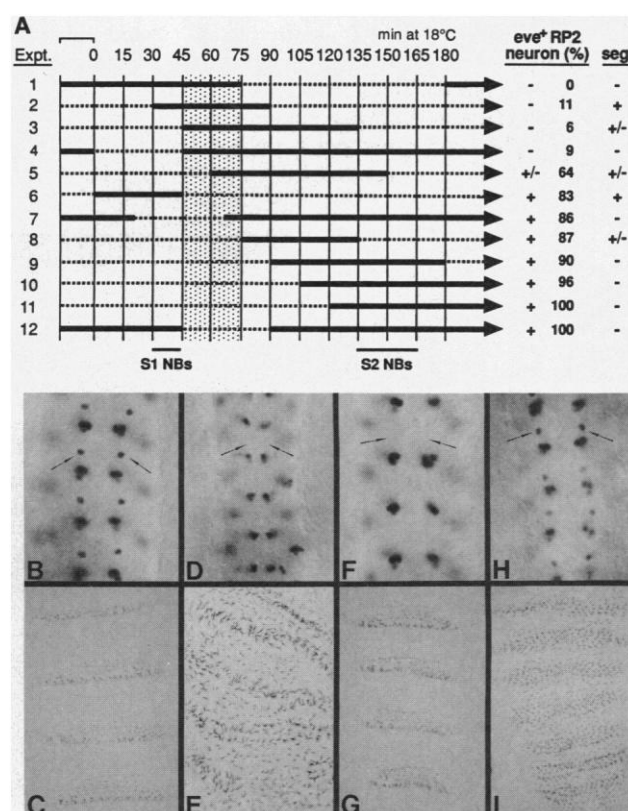 A
min at 18°C
eve+ RP2
Expt. 0 15 30 45 60 75 90 105 120 135 150 165 180 neuron (%) seg
1 - 0 -
2 - 11 +
3 - 6 +/-
4 - 9 -
5 +/- 64 +/-
6 + 83 +
7 + 86 -
8 + 87 +/-
9 + 90 -
10 + 96 -
11 + 100 -
12 + 100 -
S1 NBs S2 NBs
B D F H
C E G I